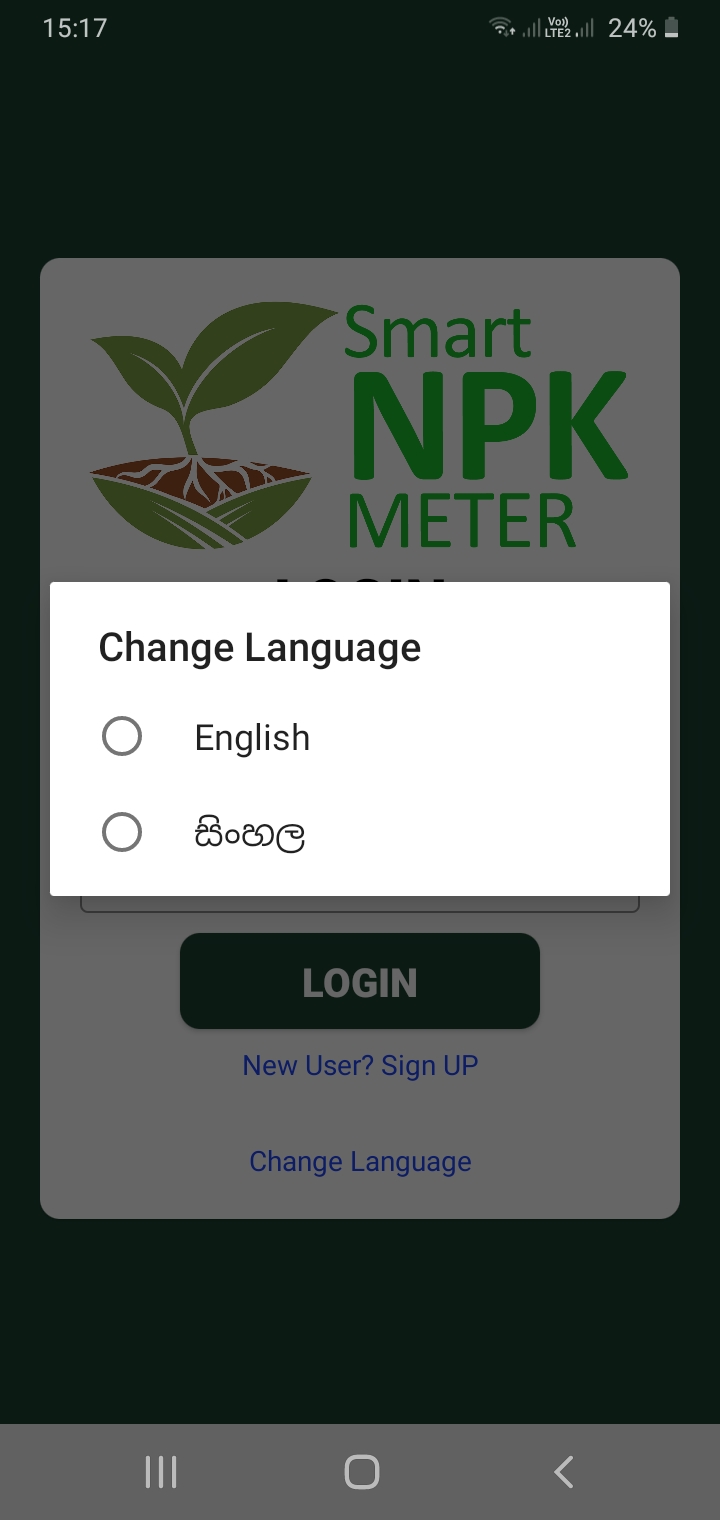 15:17
Vo)) LTE2 24%
Smart
NPK
METER
LOGIN
Change Language
English
සිංහල
LOGIN
New User? Sign UP
Change Language